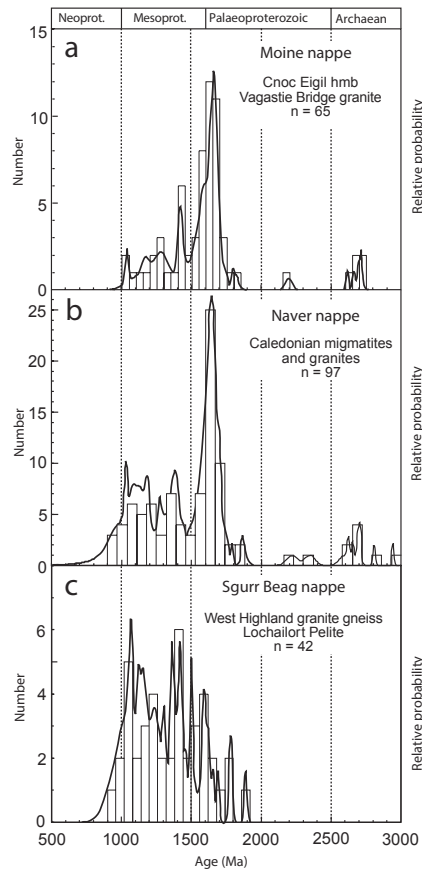 Neoprot. Mesoprot. Palaeoproterozoic Archaean
15
a
Moine nappe
Cnoc Eigil hmb
Vagastie Bridge granite
n = 65
10
5
0
Number
Relative probability
b
Naver nappe
25
Caledonian migmatites
and granites
n = 97
20
15
10
5
0
Number
Relative probability
c
Sgurr Beag nappe
West Highland granite gneiss
Lochailort Pelite
n = 42
6
4
2
0
Number
Relative probability
500 1000 1500 2000 2500 3000
Age (Ma)